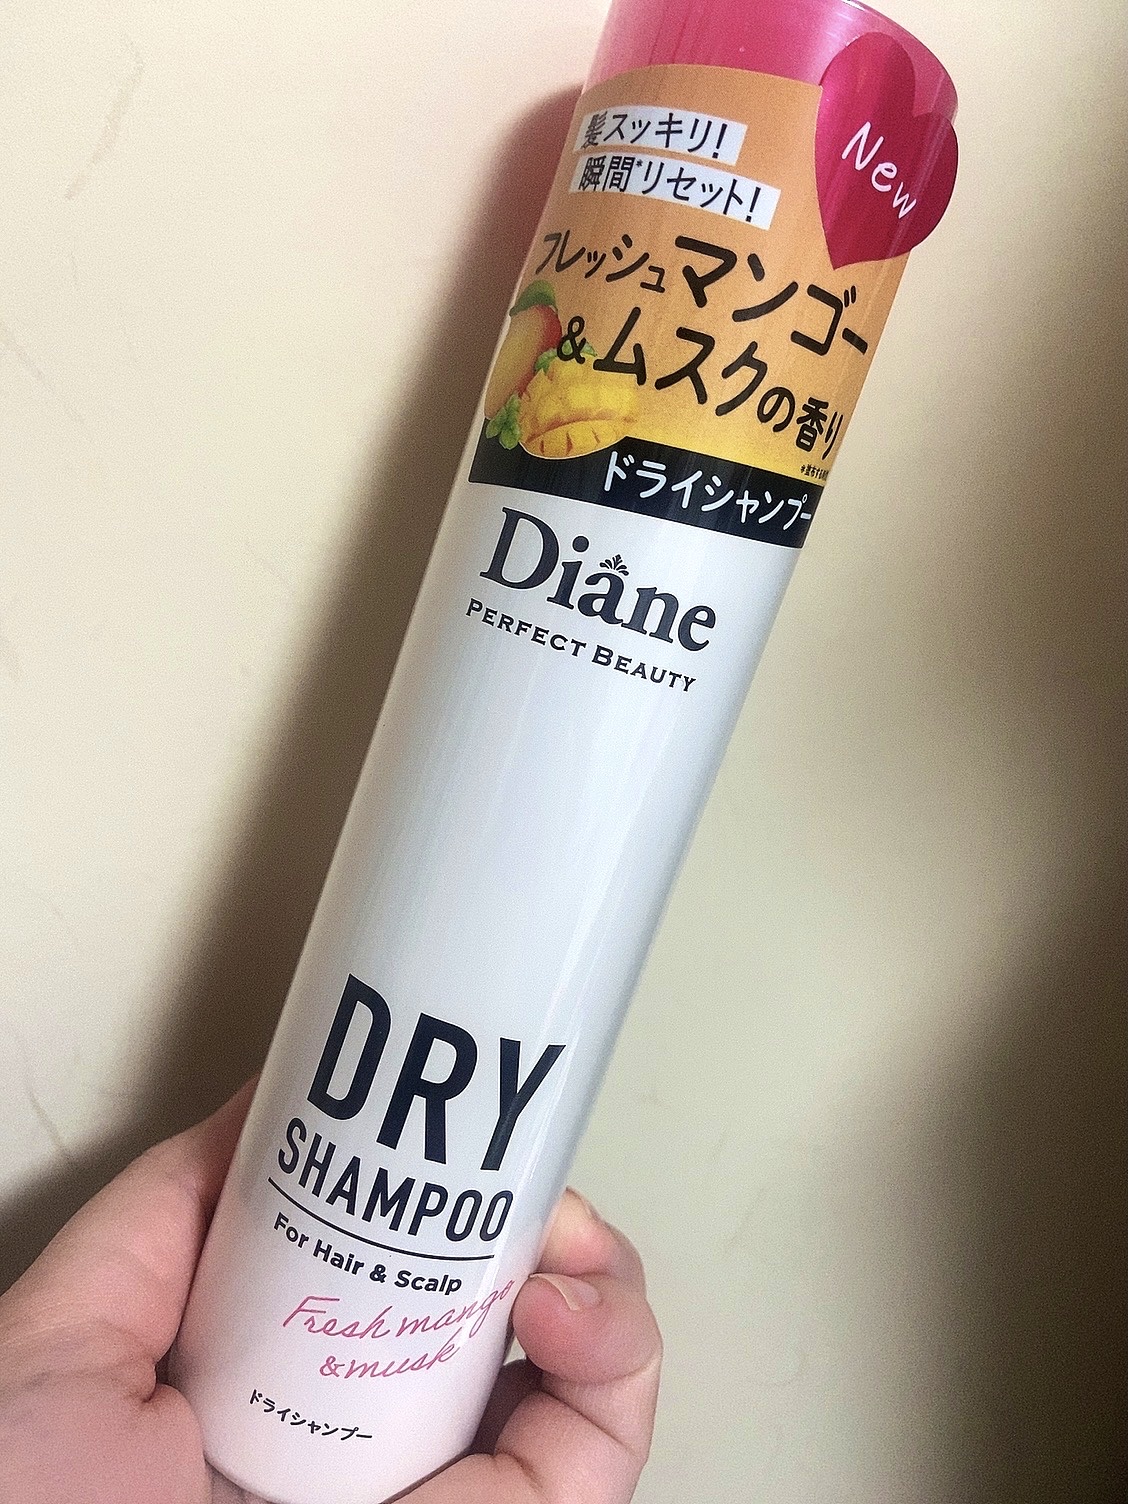 New
髪スッキリ!
瞬間*リセット!
フレッシュマンゴー
&ムスクの香り
ドライシャンプー
Diane
PERFECT BEAUTY
DRY
SHAMPOO
For Hair & Scalp
Fresh mango
&musk
ドライシャンプー